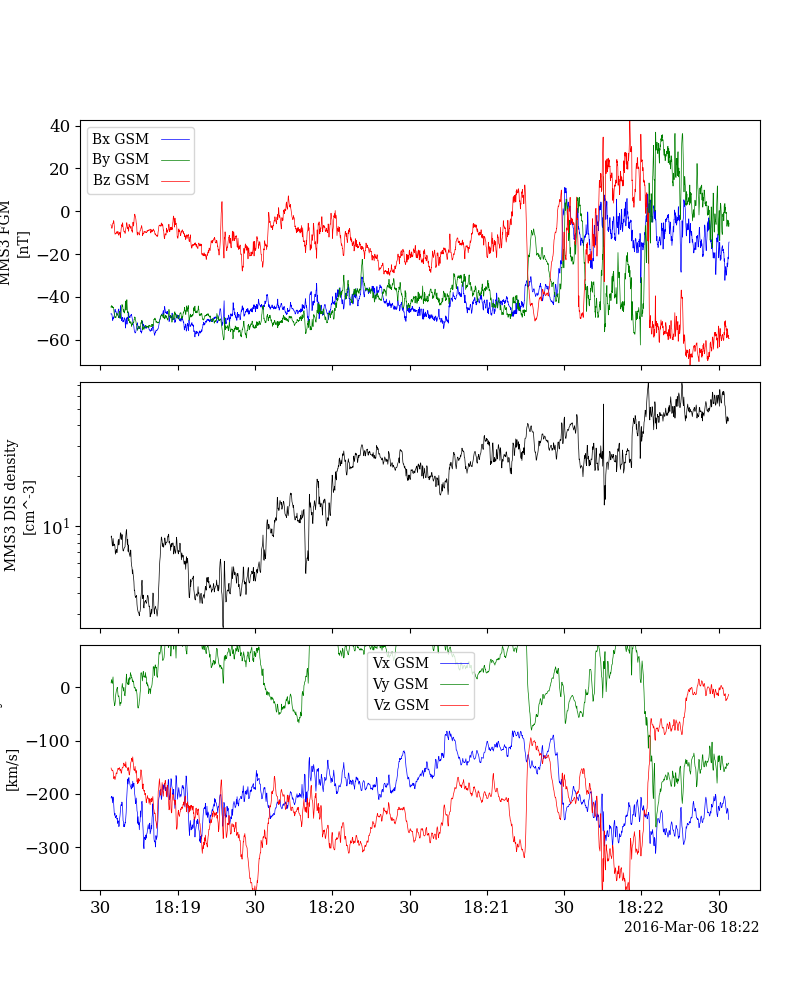 40
20
0
−20
−40
−60
MMS3 FGM
[nT]
Bx GSM
By GSM
Bz GSM
10^1
MMS3 DIS density
[cm^-3]
0
−100
−200
−300
[km/s]
Vx GSM
Vy GSM
Vz GSM
30 18:19 30 18:20 30 18:21 30 18:22 30
2016-Mar-06 18:22